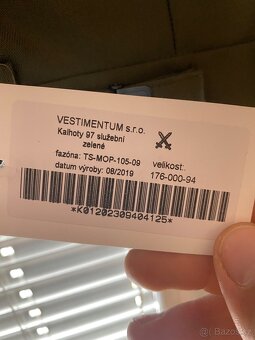 VESTIMENTUM s.r.o.
Kalhoty 97 služební
zelené
fazóna: TS-MOP-105-09
velikost:
datum výroby: 08/2019
176-000-94
*K01202309404125*